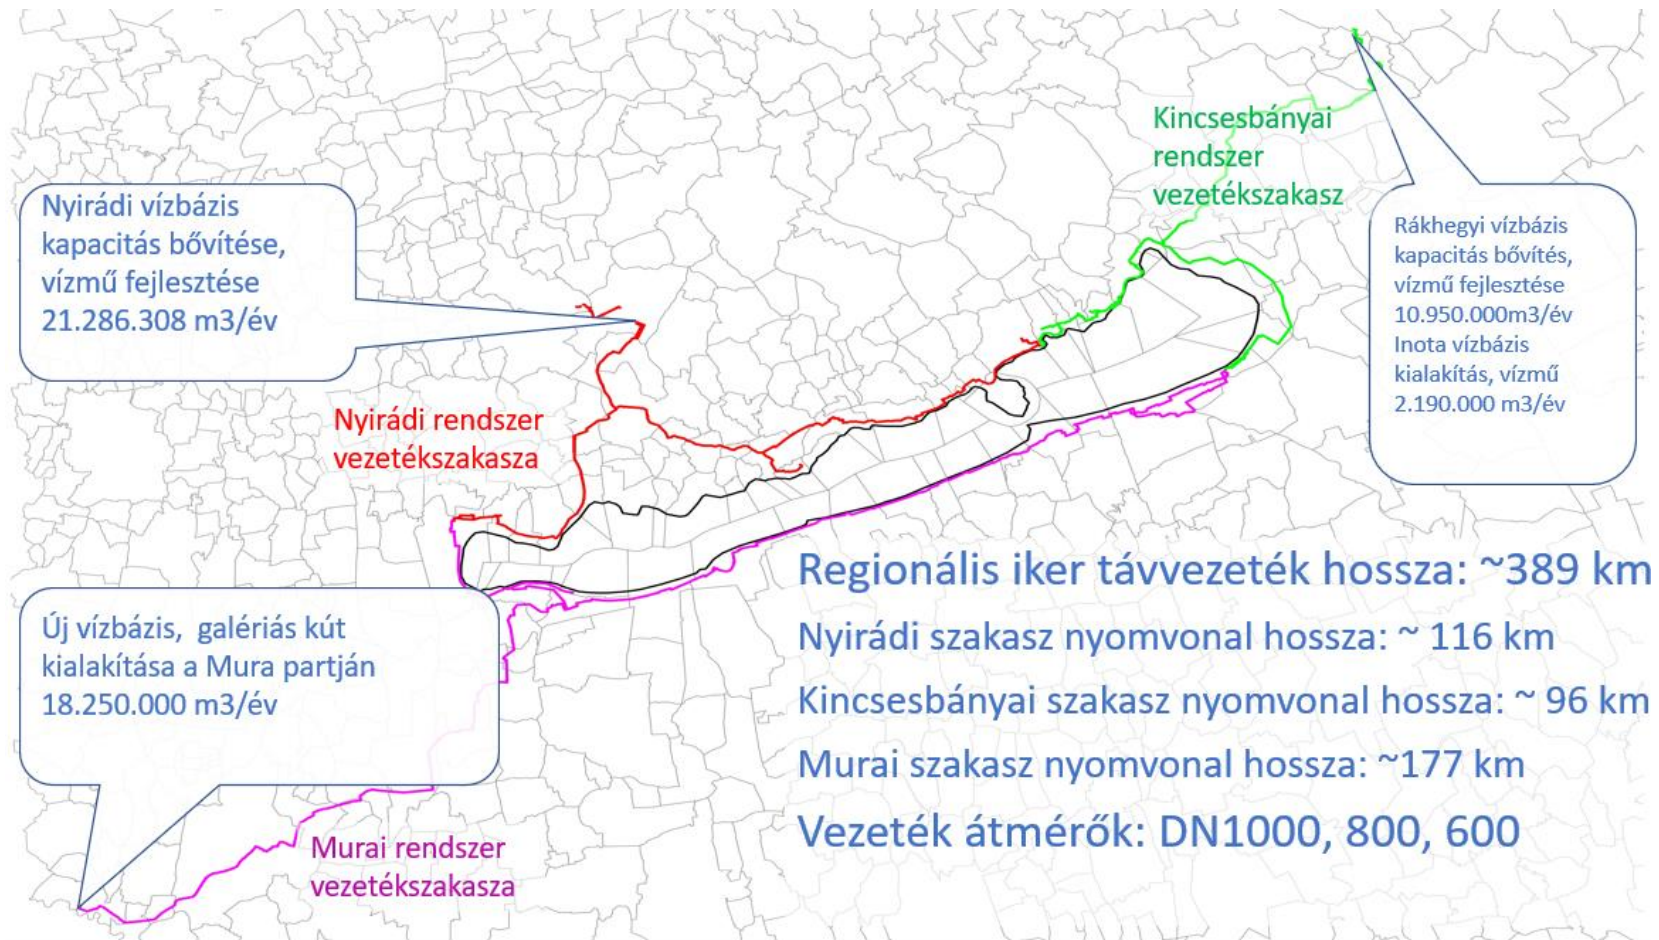 Kincsesbányai
rendszer
vezetékszakasz
Nyirádi vízbázis
kapacitás bővítése,
vízmű fejlesztése
21.286.308 m3/év
Rákhegyi vízbázis
kapacitás bővítés,
vízmű fejlesztése
10.950.000m3/év
Inota vízbázis
kialakítás, vízmű
2.190.000 m3/év
Nyirádi rendszer
vezetékszakasza
Új vízbázis, galériás kút
kialakítása a Mura partján
18.250.000 m3/év
Murai rendszer
vezetékszakasza
Regionális iker távvezeték hossza: ~389 km
Nyirádi szakasz nyomvonal hossza: ~ 116 km
Kincsesbányai szakasz nyomvonal hossza: ~ 96 km
Murai szakasz nyomvonal hossza: ~177 km
Vezeték átmérők: DN1000, 800, 600